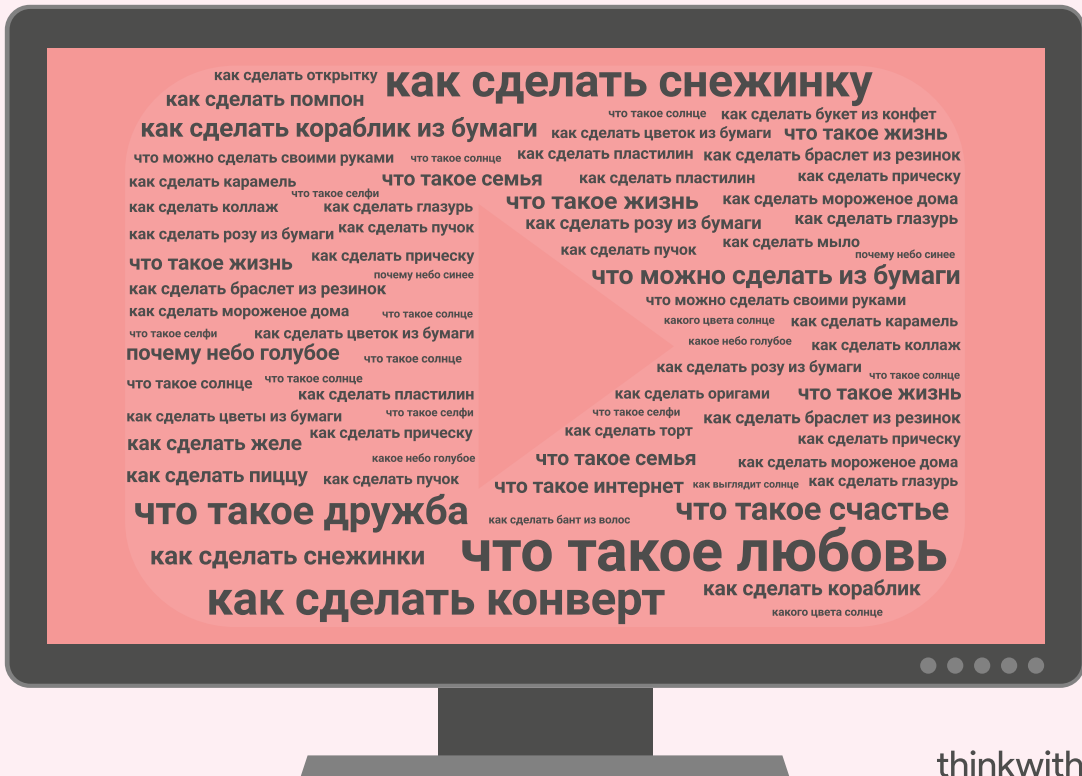 как сделать открытку как сделать снежинку
как сделать помпон
что такое солнце как сделать букет из конфет
как сделать кораблик из бумаги как сделать цветок из бумаги что такое жизнь
что можно сделать своими руками что такое солнце как сделать пластилин как сделать браслет из резинок
как сделать карамель что такое семья как сделать пластилин как сделать прическу
что такое селфи
как сделать коллаж как сделать глазурь что такое жизнь как сделать мороженое дома
как сделать розу из бумаги как сделать пучок как сделать розу из бумаги как сделать глазурь
что такое жизнь как сделать прическу как сделать пучок как сделать мыло
почему небо синее почему небо синее
как сделать браслет из резинок что можно сделать из бумаги
как сделать мороженое дома что такое солнце что можно сделать своими руками
что такое селфи как сделать цветок из бумаги какого цвета солнце как сделать карамель
почему небо голубое что такое солнце какое небо голубое как сделать коллаж
что такое солнце что такое солнце как сделать розу из бумаги что такое солнце
как сделать пластилин как сделать оригами что такое жизнь
как сделать цветы из бумаги что такое селфи что такое селфи как сделать браслет из резинок
как сделать желе как сделать прическу как сделать торт как сделать прическу
какое небо голубое что такое семья как сделать мороженое дома
как сделать пиццу как сделать пучок что такое интернет как выглядит солнце как сделать глазурь
что такое дружба как сделать бант из волос что такое счастье
как сделать снежинки что такое любовь
как сделать конверт как сделать кораблик
какого цвета солнце
thinkwith